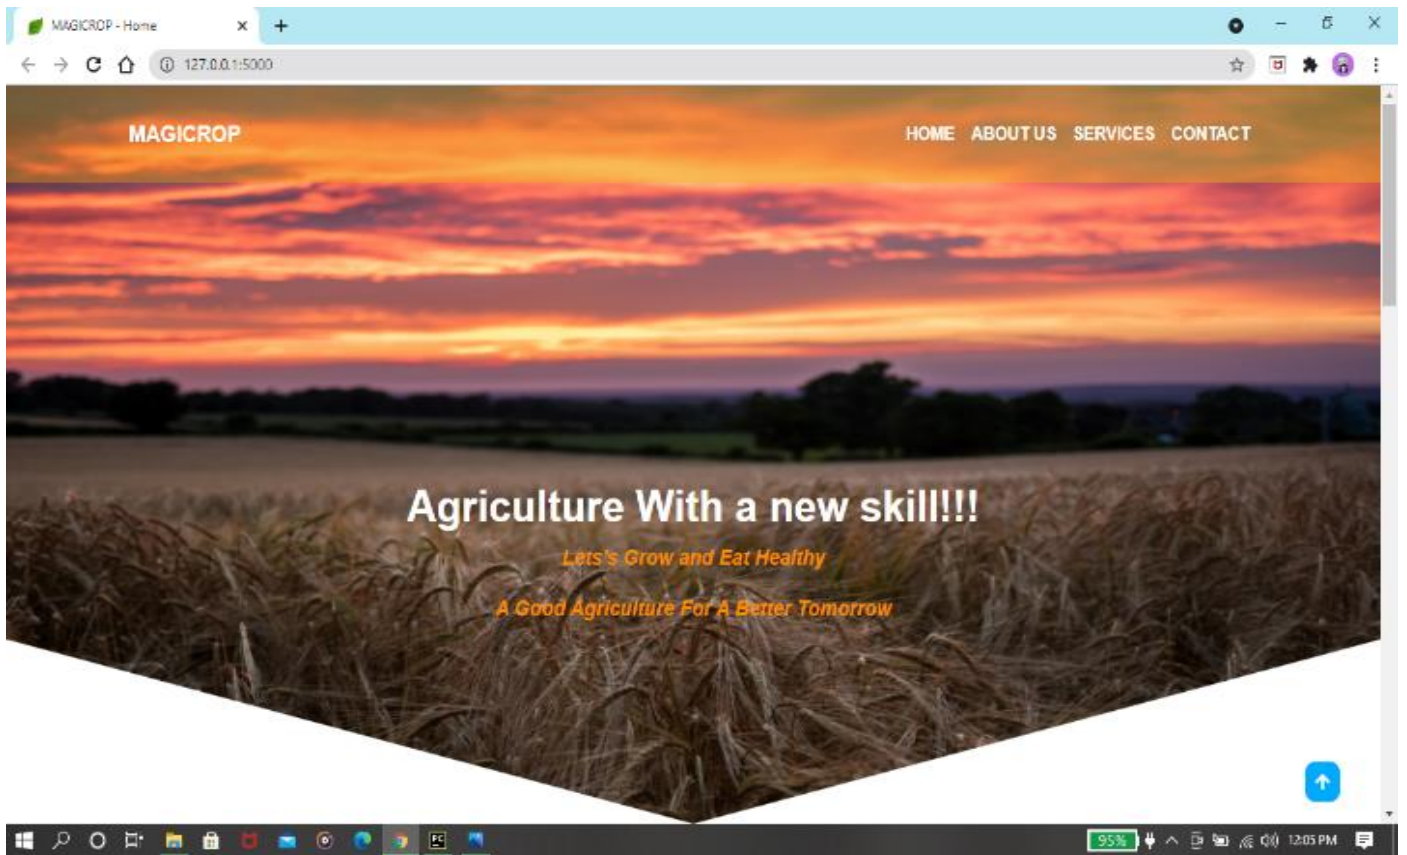 MAGICROP - Home
127.0.0.1:5000
MAGICROP
HOME ABOUT US SERVICES CONTACT
Agriculture With a new skill!!!
Lets's Grow and Eat Healthy
A Good Agriculture For A Better Tomorrow
PC
95% 12:05 PM